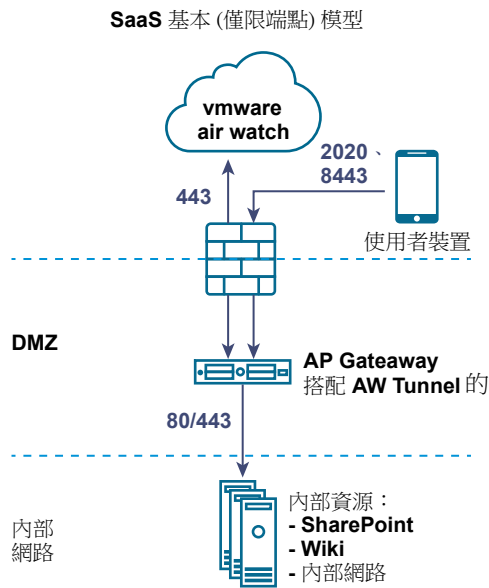 SaaS 基本 (僅限端點) 模型
vmware
air watch
2020、
8443
443
使用者裝置
DMZ
AP Gateaway
搭配 AW Tunnel 的
80/443
內部
網路
內部資源：
- SharePoint
- Wiki
- 內部網路